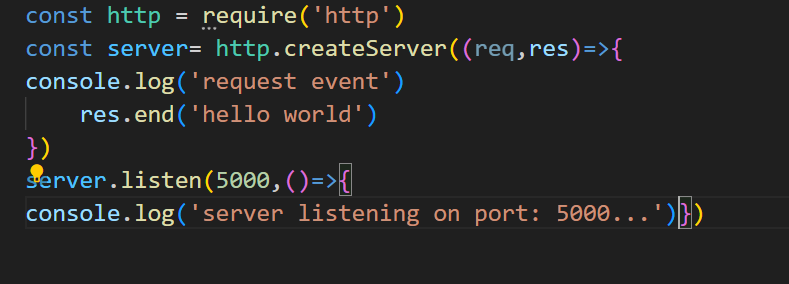 const http = require('http')
const server= http.createServer((req,res)=>{
console.log('request event')
    res.end('hello world')
})
server.listen(5000,()=>{
console.log('server listening on port: 5000...')})